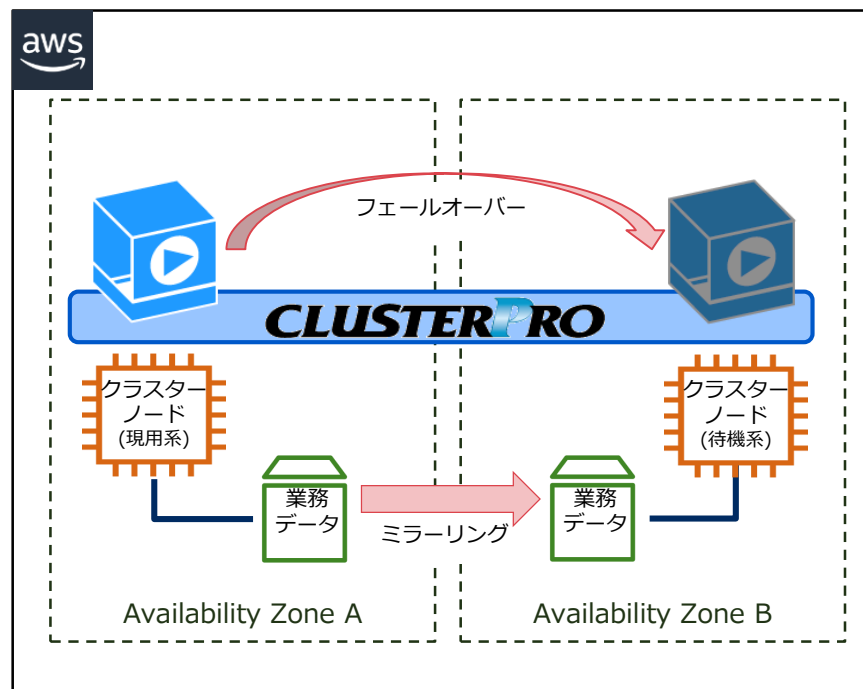 aws
フェールオーバー
CLUSTERPRO
クラスター
ノード
(現用系)
クラスター
ノード
(待機系)
業務
データ
ミラーリング
業務
データ
Availability Zone A
Availability Zone B